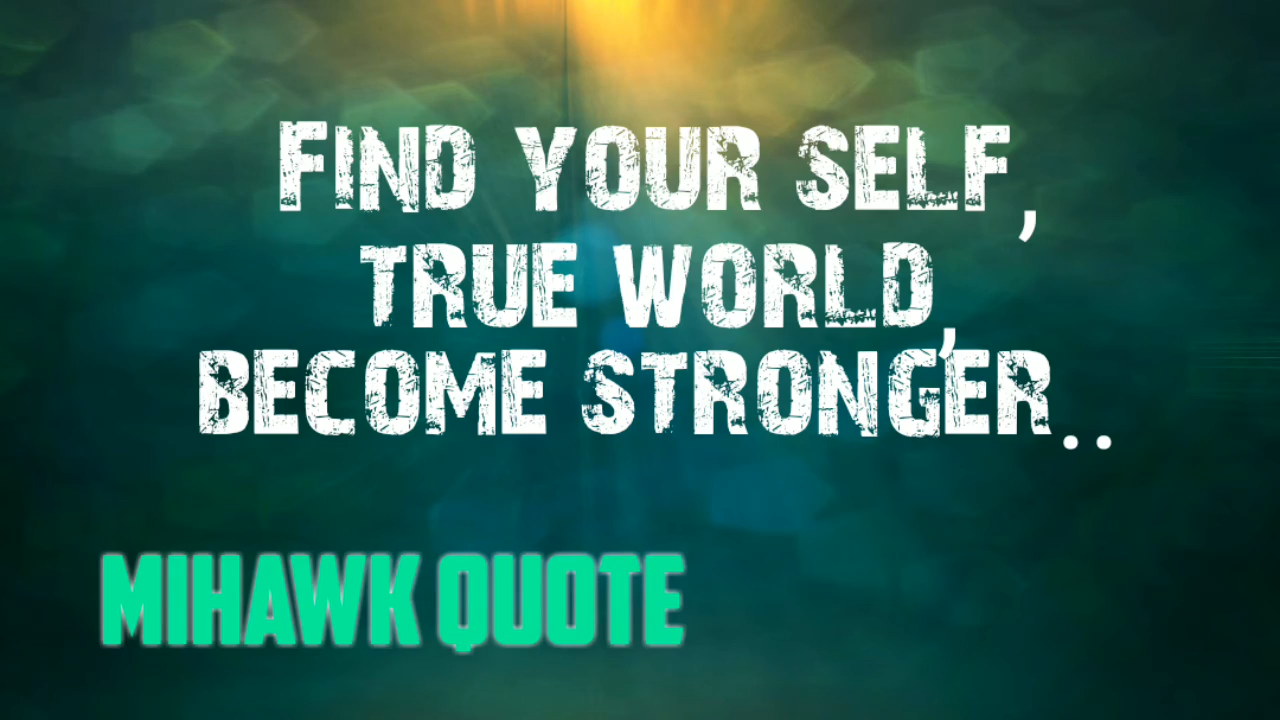 Find your self,
true world,
become stronger..
MIHAWK QUOTE